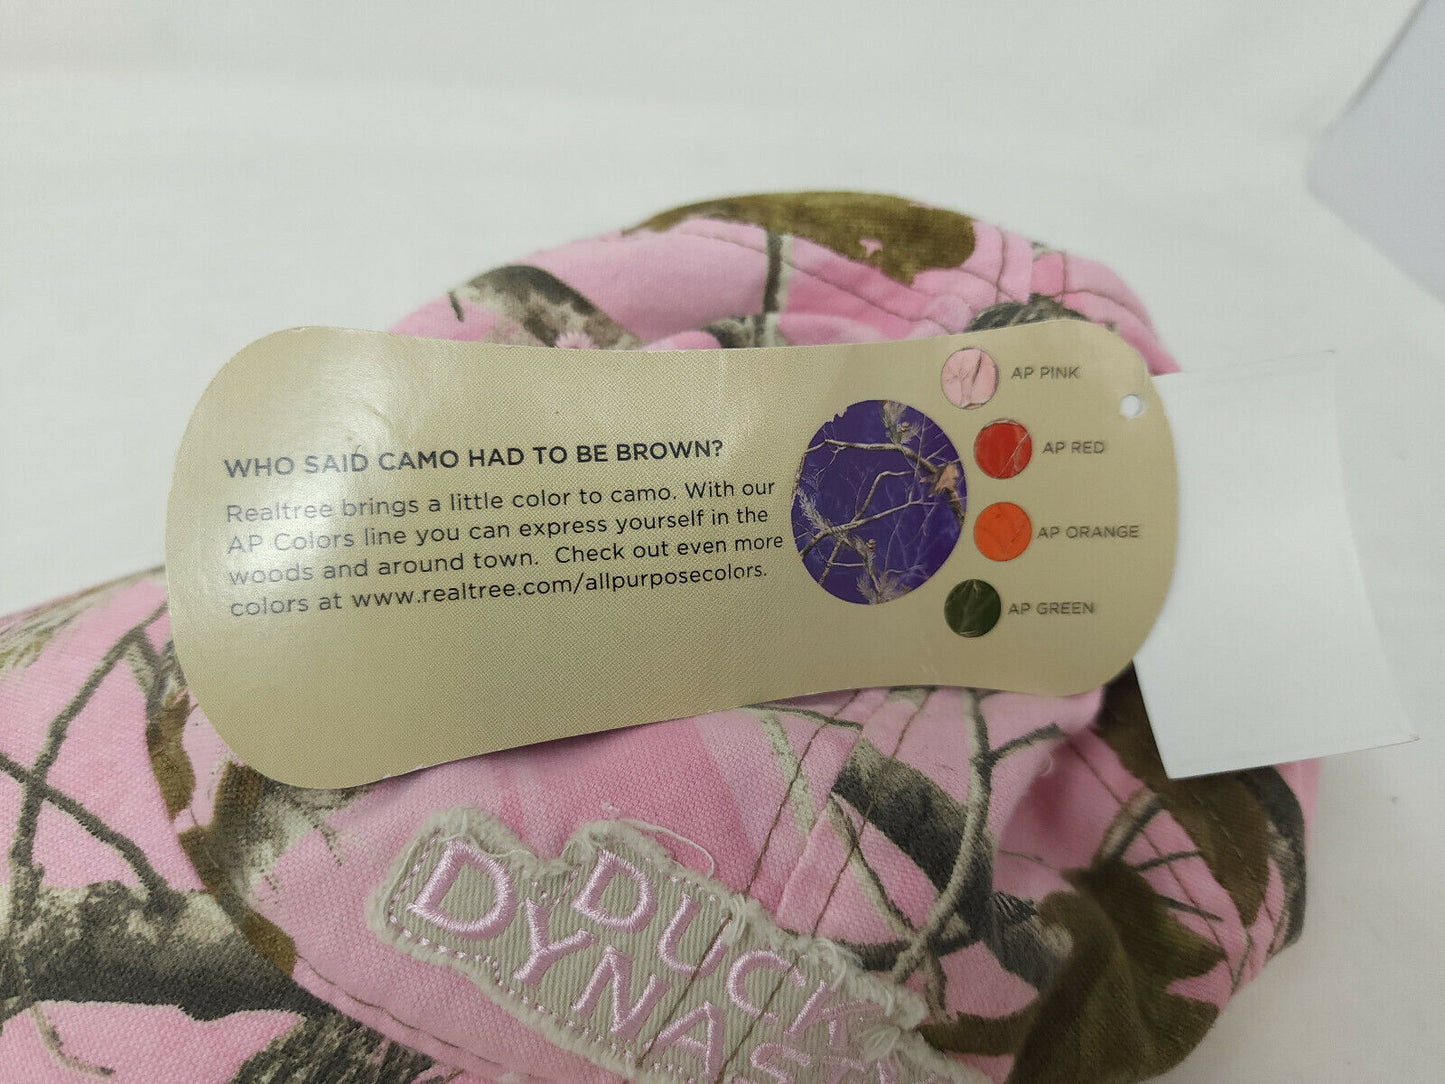 WHO SAID CAMO HAD TO BE BROWN?
Realtree brings a little color to camo. With our
AP Colors line you can express yourself in the
woods and around town. Check out even more
colors at www.realtree.com/allpurposecolors.
AP PINK
AP RED
AP ORANGE
AP GREEN
DUCK